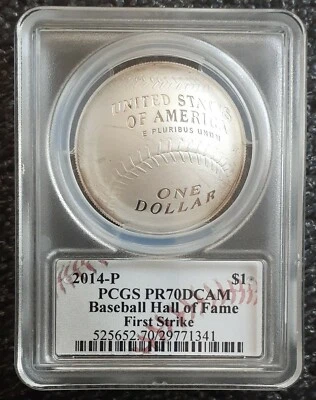 UNITED STATES
OF AMERICA
E PLURIBUS UNUM
ONE
DOLLAR
2014-P $1
PCGS PR70DCAM
Baseball Hall of Fame
First Strike
525652.70/29771341